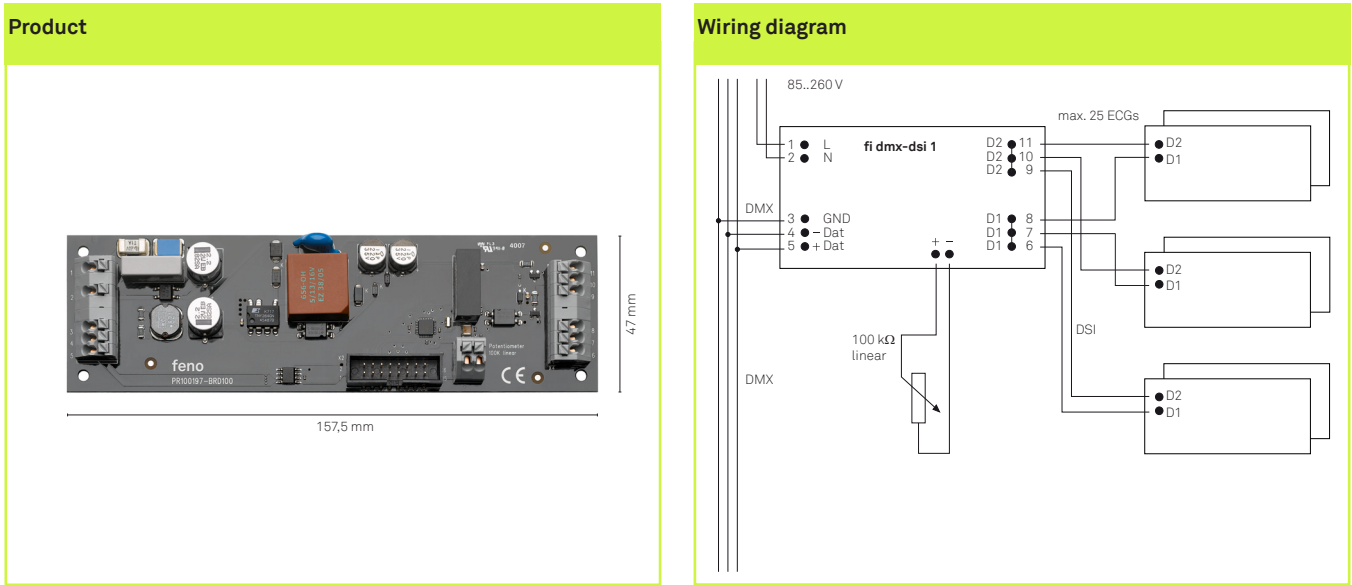 Product
Wiring diagram
4007
feno
PR100197-BRD100
Potentiometer
100K linear
X2
CE
47 mm
157,5 mm
85..260 V
max. 25 ECGs
fi dmx-dsi 1
1 L
2 N
DMX
3 GND
4 – Dat
5 + Dat
D2 11
D2 10
D2 9
D1 8
D1 7
D1 6
+ –
100 kΩ
linear
DMX
DSI
D2
D1
D2
D1
D2
D1